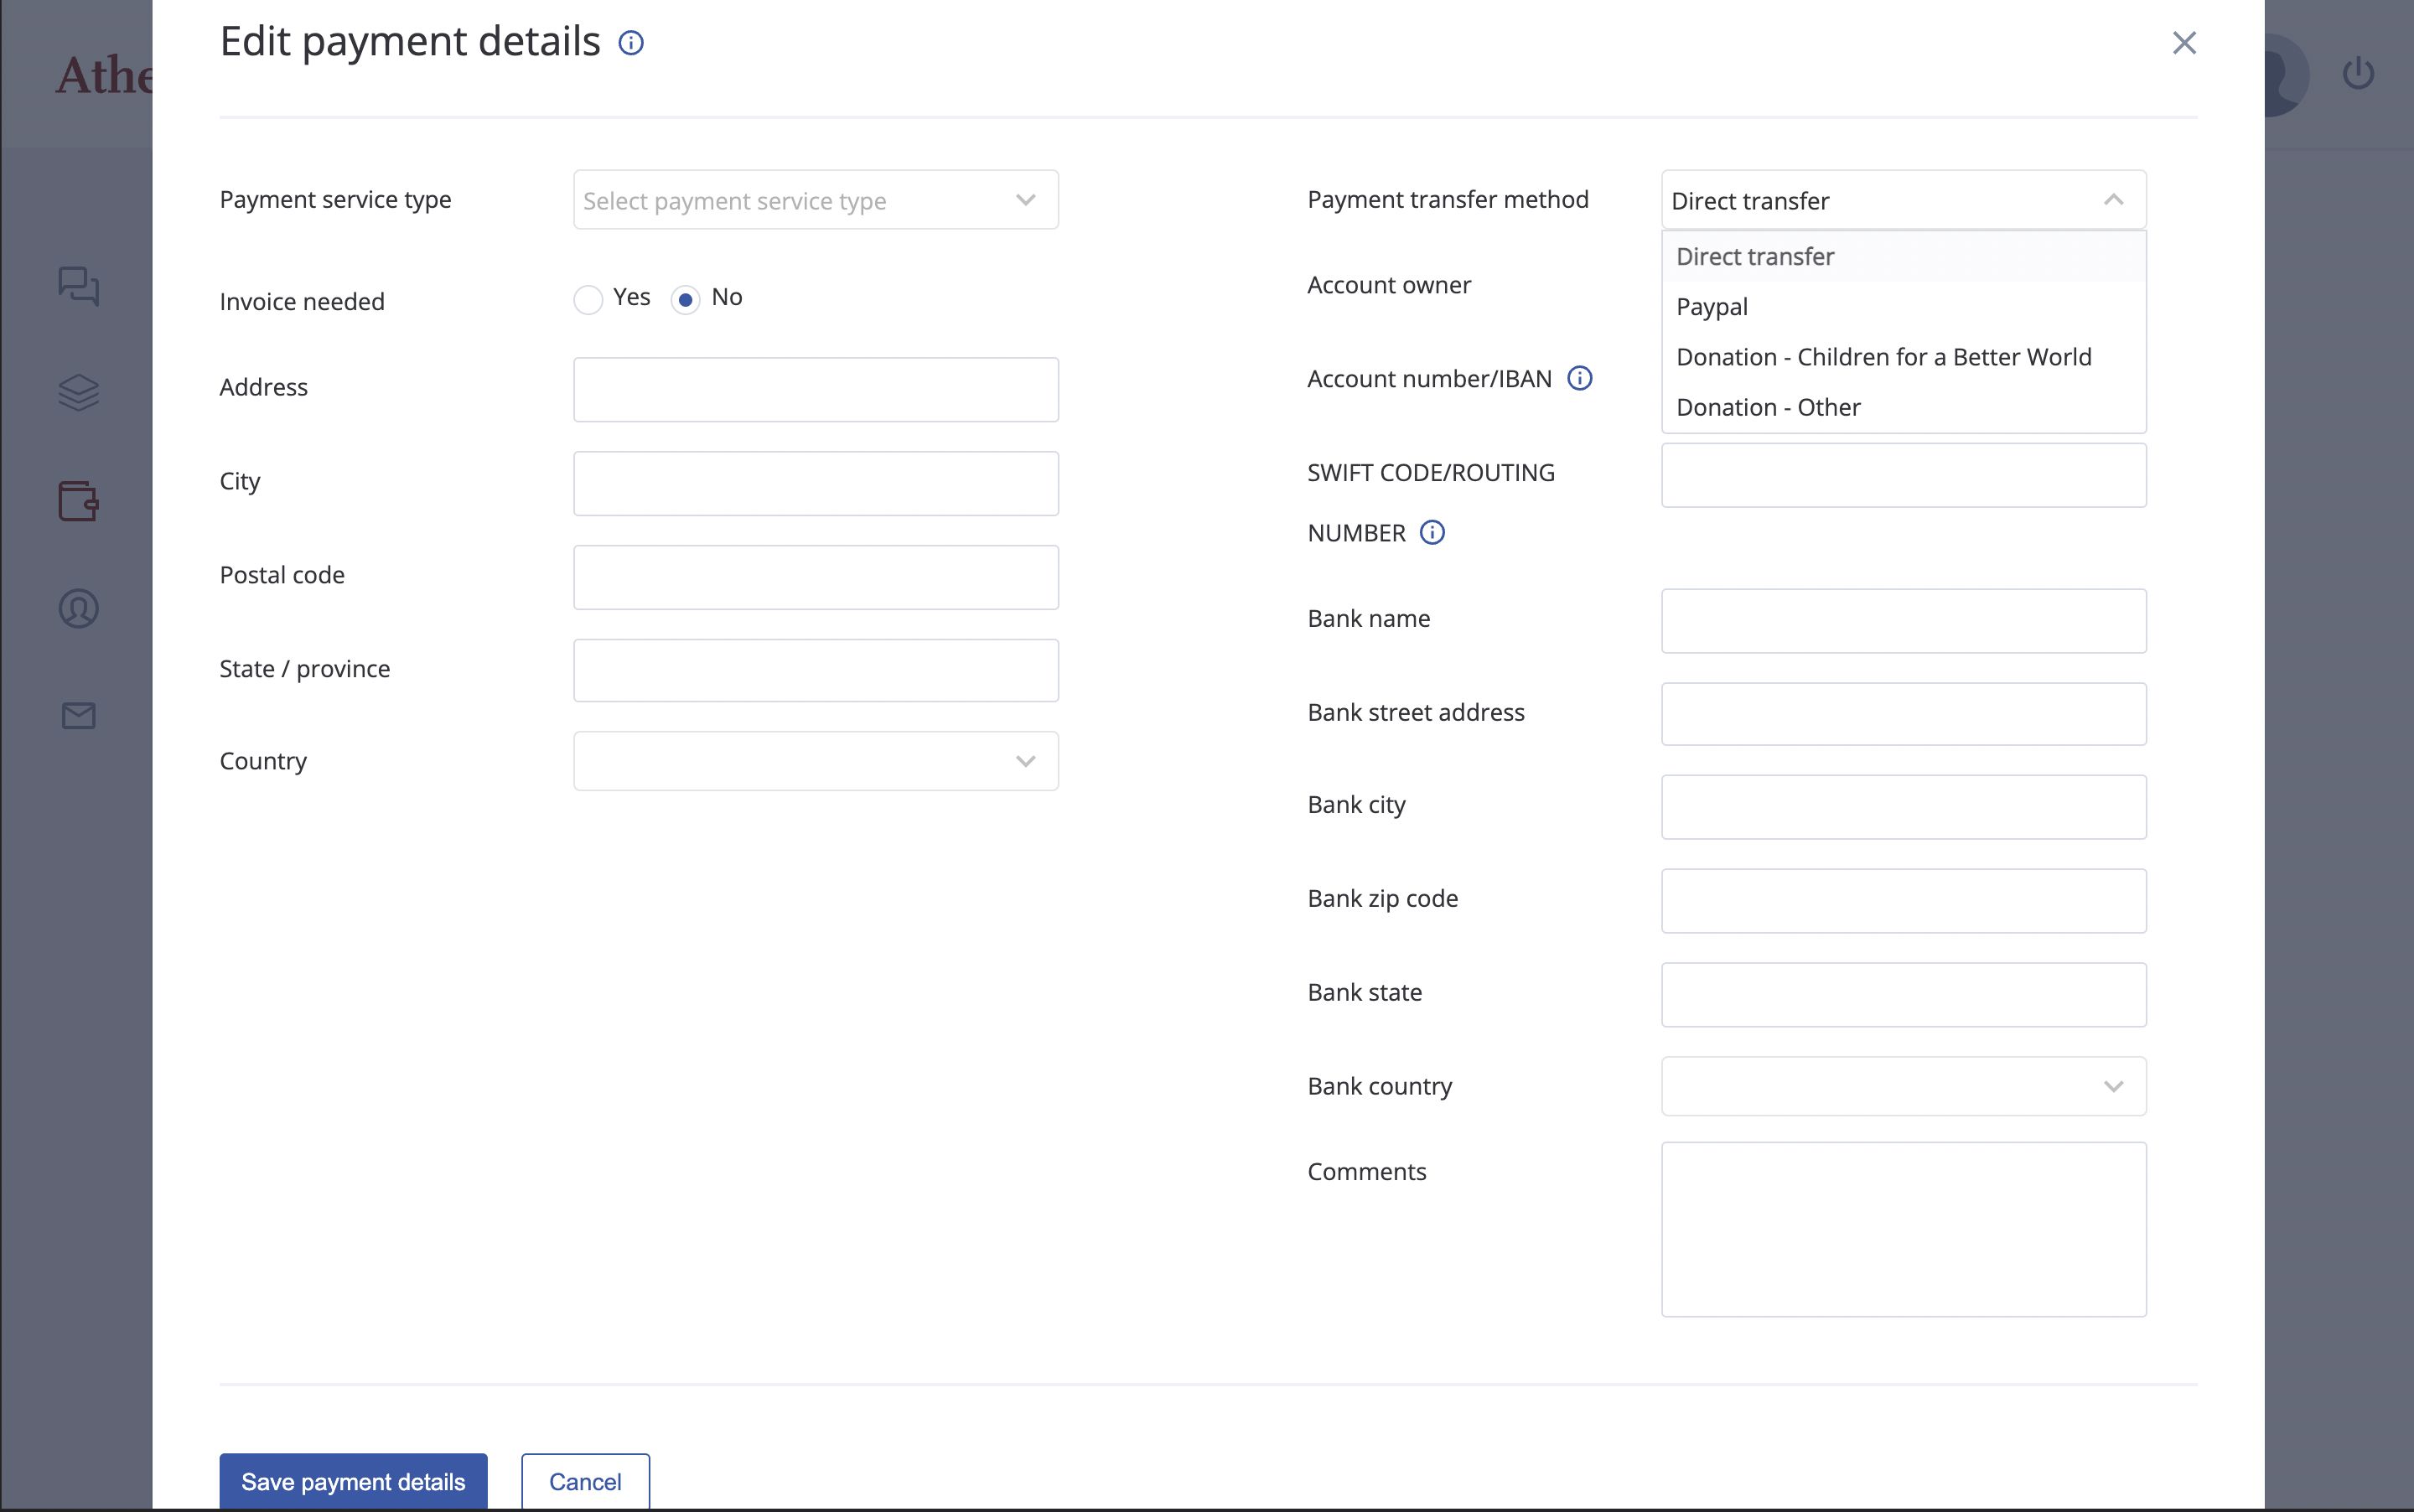 Edit payment details
Athe
Payment service type
Select payment service type
Invoice needed
Yes
No
Address
City
Postal code
State / province
Country
Payment transfer method
Direct transfer
Direct transfer
Paypal
Donation - Children for a Better World
Donation - Other
Account owner
Account number/IBAN
SWIFT CODE/ROUTING
NUMBER
Bank name
Bank street address
Bank city
Bank zip code
Bank state
Bank country
Comments
Save payment details
Cancel